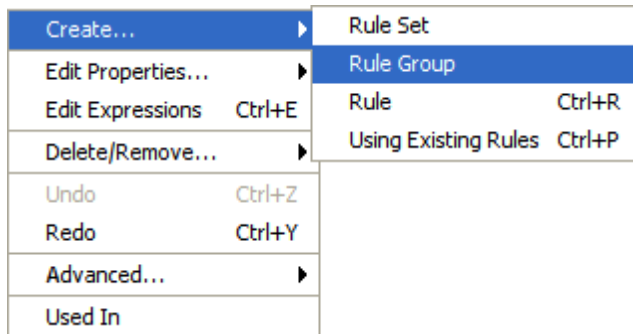 Create...
Edit Properties...
Edit Expressions Ctrl+E
Delete/Remove...
Undo Ctrl+Z
Redo Ctrl+Y
Advanced...
Used In
Rule Set
Rule Group
Rule Ctrl+R
Using Existing Rules Ctrl+P